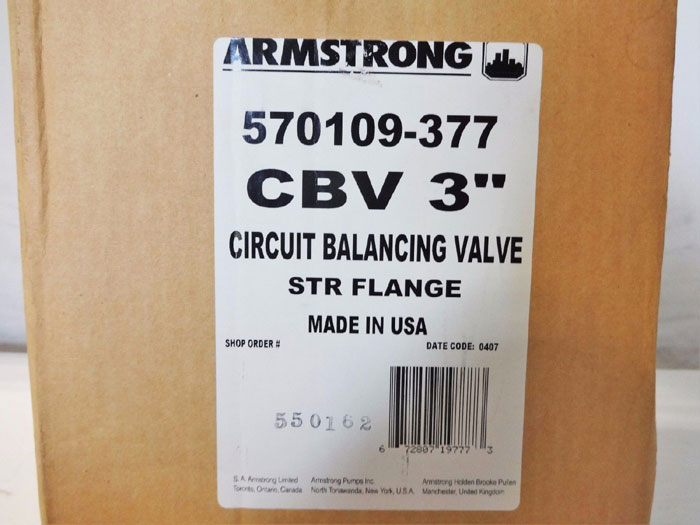 ARMSTRONG
570109-377
CBV 3"
CIRCUIT BALANCING VALVE
STR FLANGE
MADE IN USA
SHOP ORDER # DATE CODE: 0407
550162
6 72807 19777 3
S. A. Armstrong Limited Armstrong Pumps Inc. Armstrong Holden Brooke Pullen
Toronto, Ontario, Canada North Tonawanda, New York, U.S.A. Manchester, United Kingdom